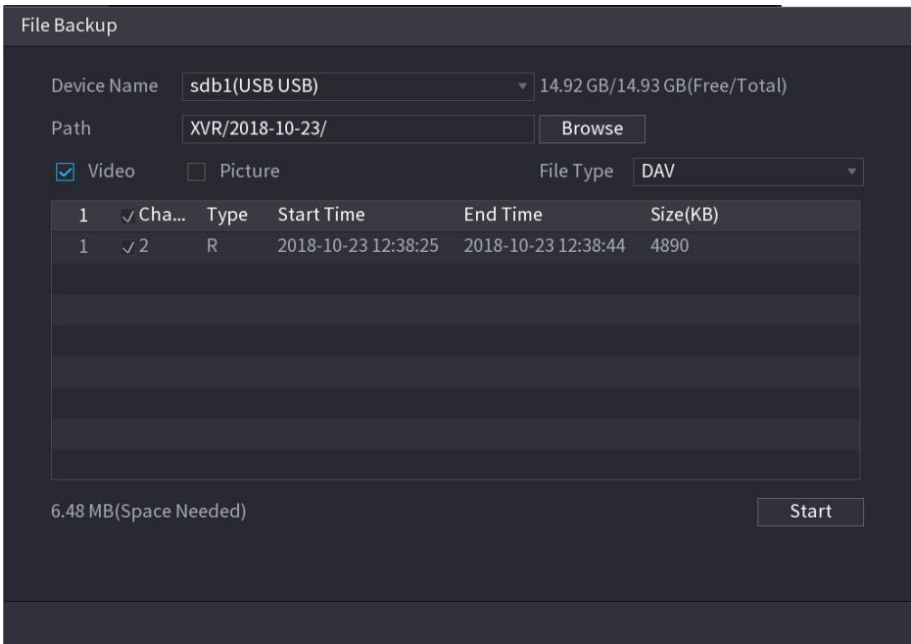 File Backup
Device Name sdb1(USB USB) 14.92 GB/14.93 GB(Free/Total)
Path XVR/2018-10-23/ Browse
Video Picture File Type DAV
1 Cha... Type Start Time End Time Size(KB)
1 2 R 2018-10-23 12:38:25 2018-10-23 12:38:44 4890
6.48 MB(Space Needed) Start